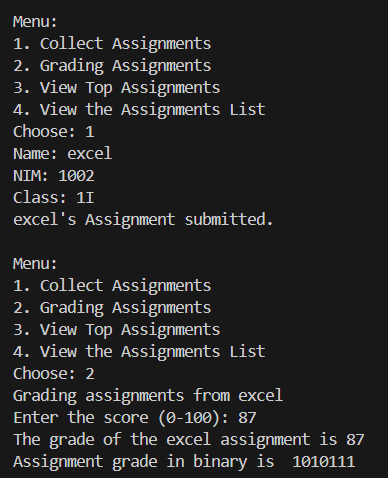 Menu:
1. Collect Assignments
2. Grading Assignments
3. View Top Assignments
4. View the Assignments List
Choose: 1
Name: excel
NIM: 1002
Class: 1I
excel's Assignment submitted.

Menu:
1. Collect Assignments
2. Grading Assignments
3. View Top Assignments
4. View the Assignments List
Choose: 2
Grading assignments from excel
Enter the score (0-100): 87
The grade of the excel assignment is 87
Assignment grade in binary is  1010111